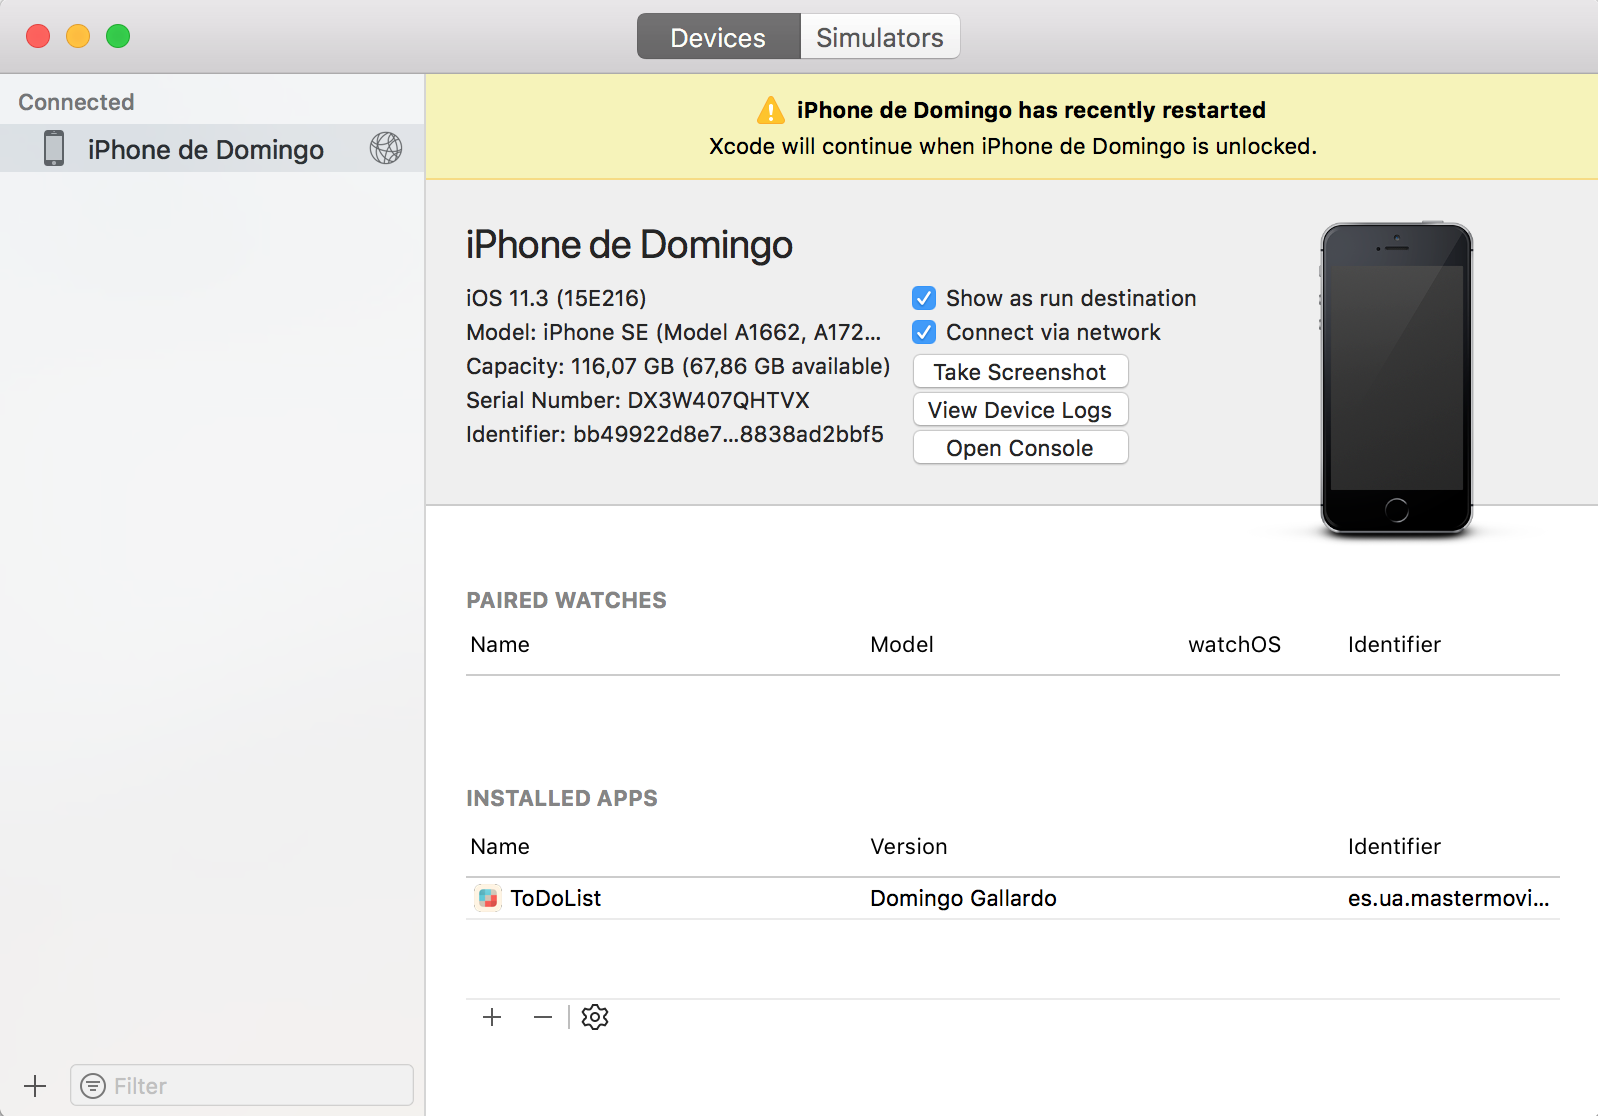 Devices
Simulators
Connected
iPhone de Domingo
iPhone de Domingo has recently restarted
Xcode will continue when iPhone de Domingo is unlocked.
iPhone de Domingo
iOS 11.3 (15E216)
Model: iPhone SE (Model A1662, A172...
Capacity: 116,07 GB (67,86 GB available)
Serial Number: DX3W407QHTVX
Identifier: bb49922d8e7...8838ad2bbf5
Show as run destination
Connect via network
Take Screenshot
View Device Logs
Open Console
PAIRED WATCHES
Name Model watchOS Identifier
INSTALLED APPS
Name Version Identifier
ToDoList Domingo Gallardo es.ua.mastermovi...
Filter